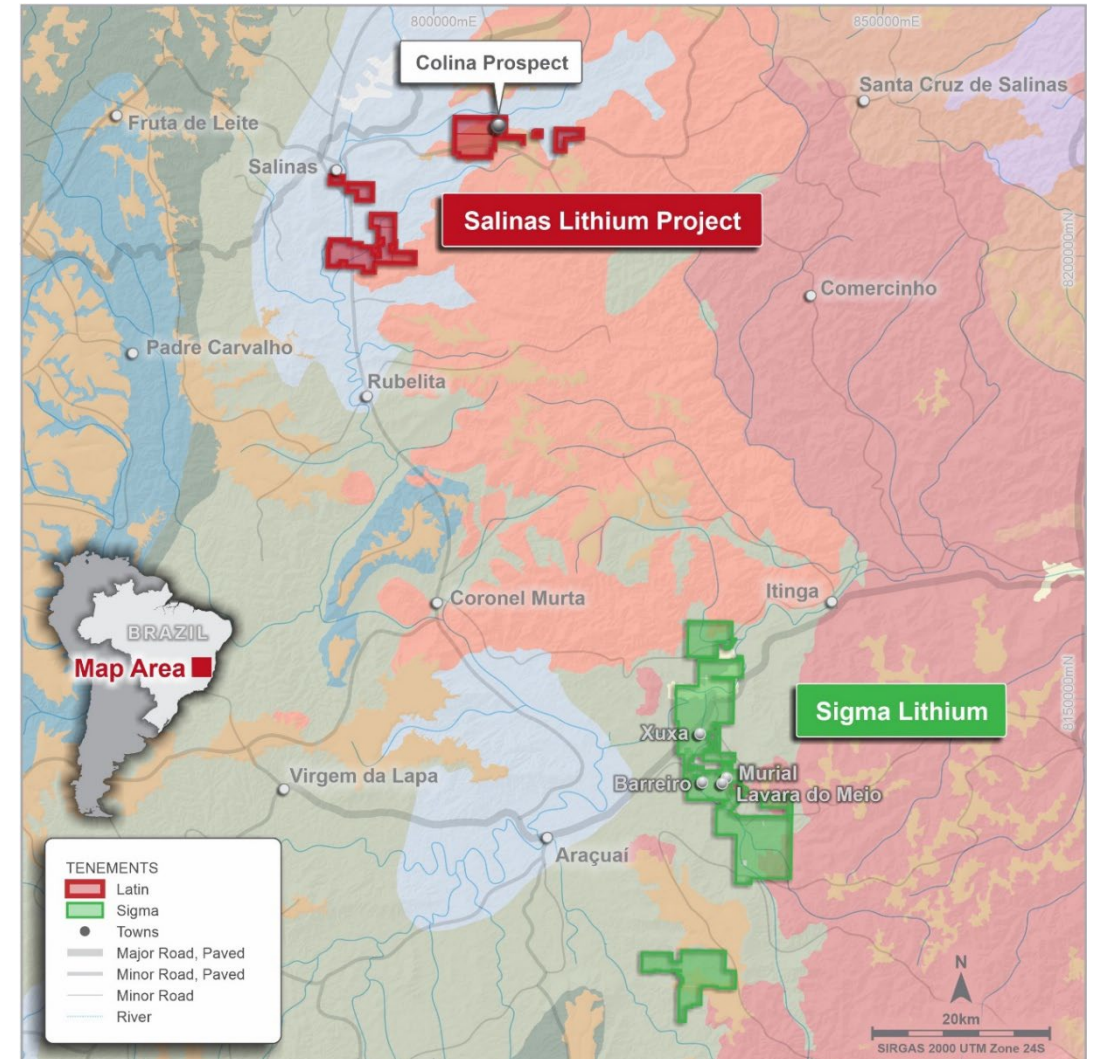 800000mE
850000mE
Colina Prospect
Santa Cruz de Salinas
Fruta de Leite
Salinas
Salinas Lithium Project
8200000mN
Comercinho
Padre Carvalho
Rubelita
Coronel Murta
Itinga
BRAZIL
Map Area
8150000mN
Sigma Lithium
Xuxa
Virgem da Lapa
Barreiro
Murial
Lavara do Meio
Araçuaí
TENEMENTS
Latin
Sigma
Towns
Major Road, Paved
Minor Road, Paved
Minor Road
River
N
20km
SIRGAS 2000 UTM Zone 24S